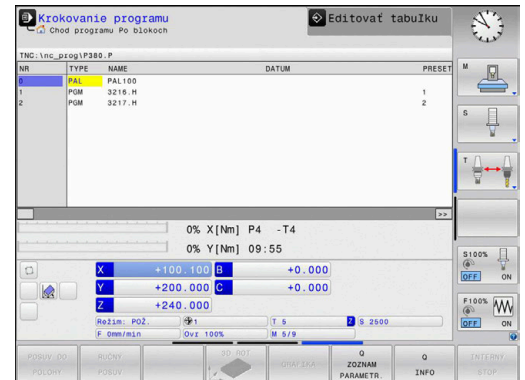 Krokovanie programu
Chod programu Po blokoch
Editovať tabuľku
TNC:\nc_prog\P380.P
NR TYPE NAME DATUM PRESET
0 PAL PAL100
1 PGM 3216.H 1
2 PGM 3217.H 2
>>
0% X[Nm] P4 -T4
0% Y[Nm] 09:55
X +100.100 B +0.000
Y +200.000 C +0.000
Z +240.000
Režim: POŽ. 1 T 5 Z S 2500
F 0mm/min Ovr 100% M 5/9
M
S
T
S100%
OFF ON
F100%
OFF ON
POSUV DO POLOHY
RUČNÝ POSUV
3D ROT
Q ZOZNAM PARAMETR.
Q INFO
INTERNÝ STOP